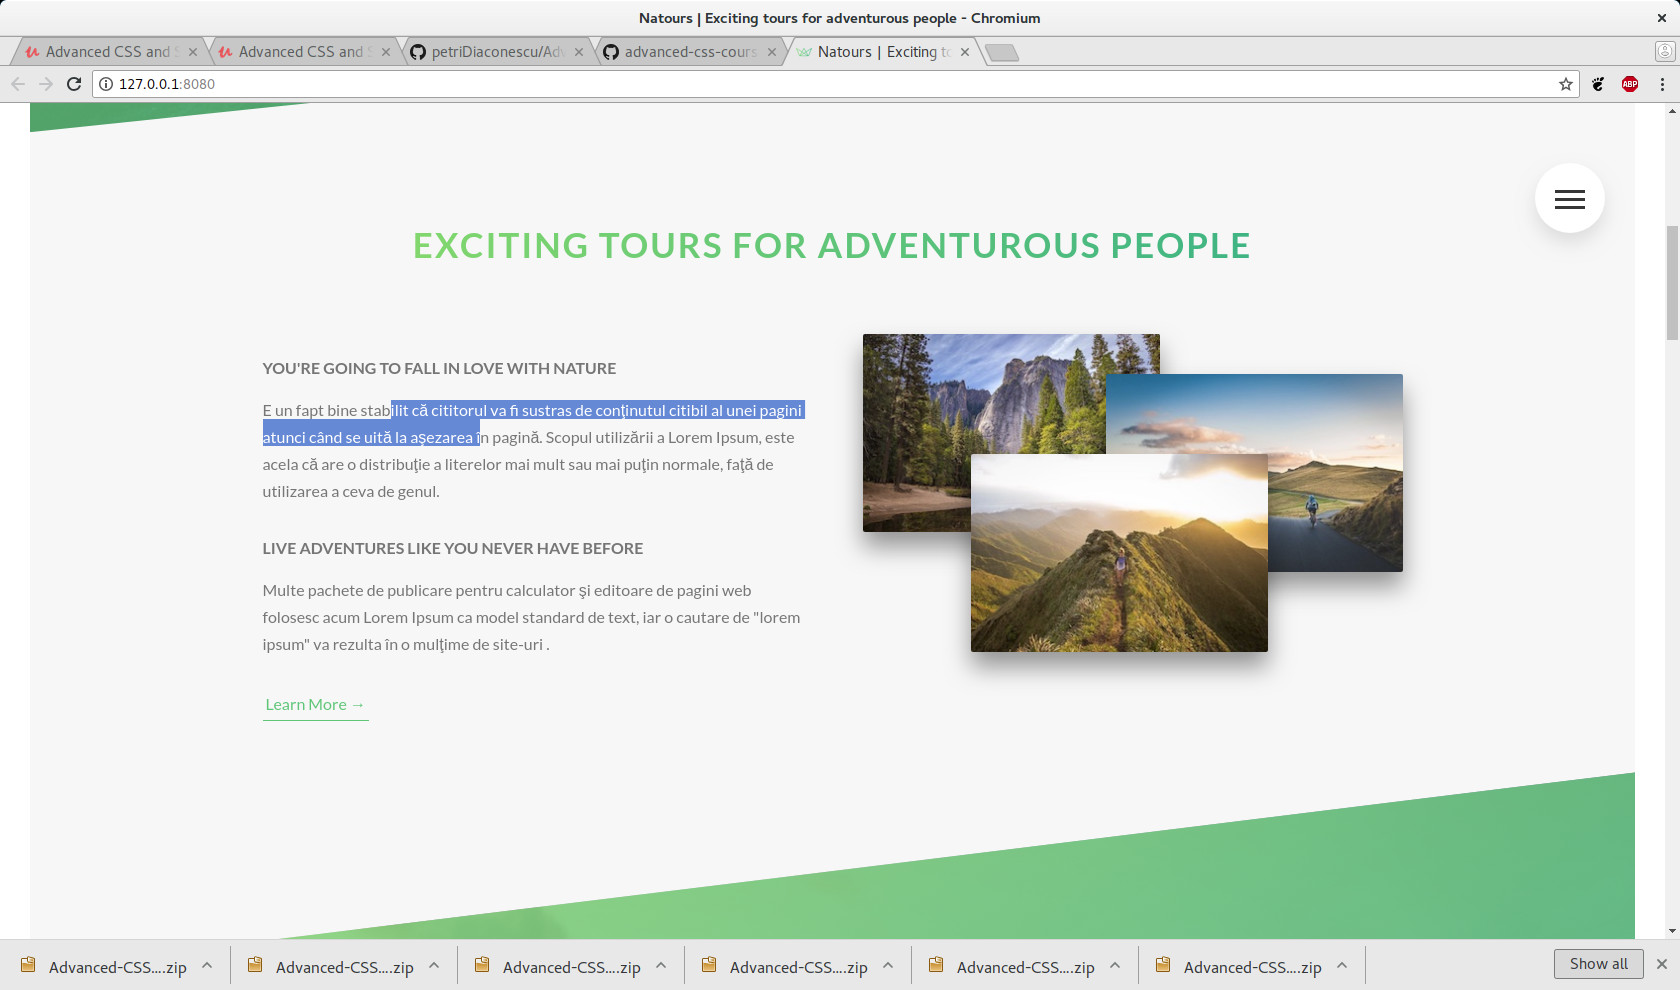 Natours | Exciting tours for adventurous people - Chromium
Advanced CSS and S
Advanced CSS and S
petriDiaconescu/Adv
advanced-css-cours
Natours | Exciting to
127.0.0.1:8080
ABP
EXCITING TOURS FOR ADVENTUROUS PEOPLE
YOU'RE GOING TO FALL IN LOVE WITH NATURE
E un fapt bine stabilit că cititorul va fi sustras de conţinutul citibil al unei pagini
atunci când se uită la aşezarea în pagină. Scopul utilizării a Lorem Ipsum, este
acela că are o distribuţie a literelor mai mult sau mai puţin normale, faţă de
utilizarea a ceva de genul.
LIVE ADVENTURES LIKE YOU NEVER HAVE BEFORE
Multe pachete de publicare pentru calculator şi editoare de pagini web
folosesc acum Lorem Ipsum ca model standard de text, iar o cautare de "lorem
ipsum" va rezulta în o mulţime de site-uri .
Learn More →
Advanced-CSS....zip
Advanced-CSS....zip
Advanced-CSS....zip
Advanced-CSS....zip
Advanced-CSS....zip
Advanced-CSS....zip
Show all